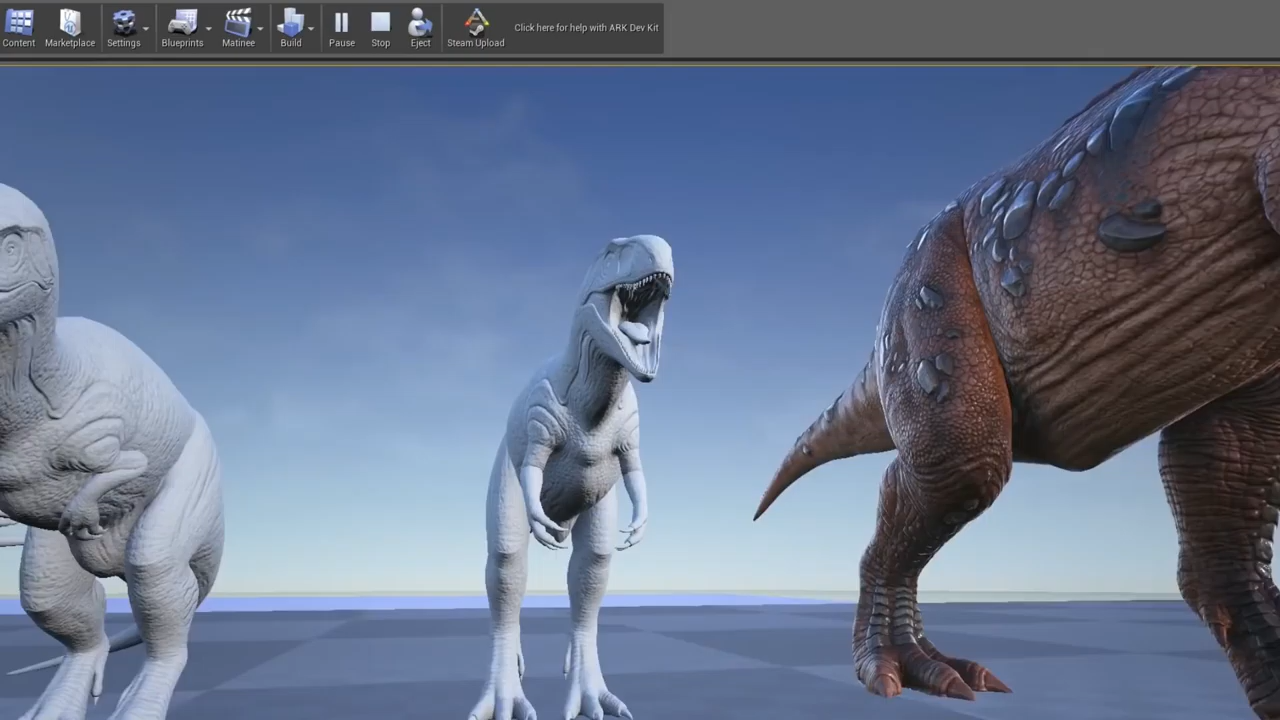 Content
Marketplace
Settings
Blueprints
Matinee
Build
Pause
Stop
Eject
Steam Upload
Click here for help with ARK Dev Kit